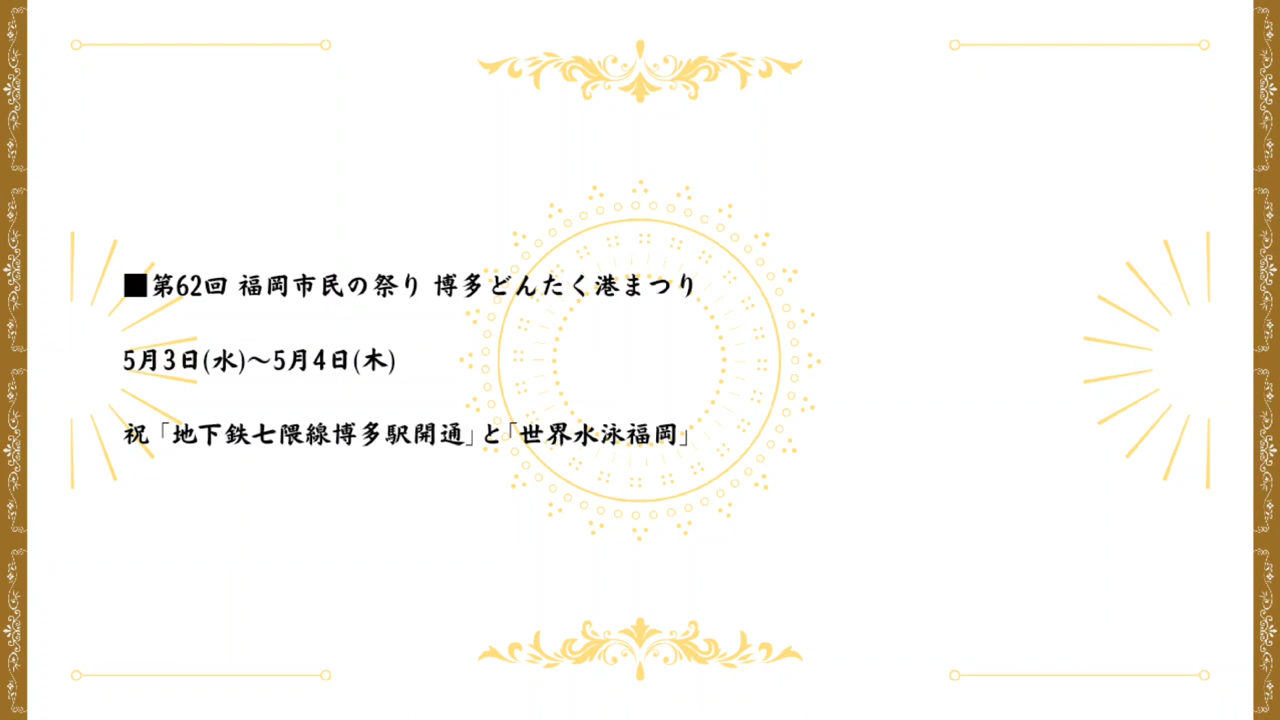 ■第62回 福岡市民の祭り 博多どんたく港まつり
5月3日(水)～5月4日(木)
祝「地下鉄七隈線博多駅開通」と「世界水泳福岡」